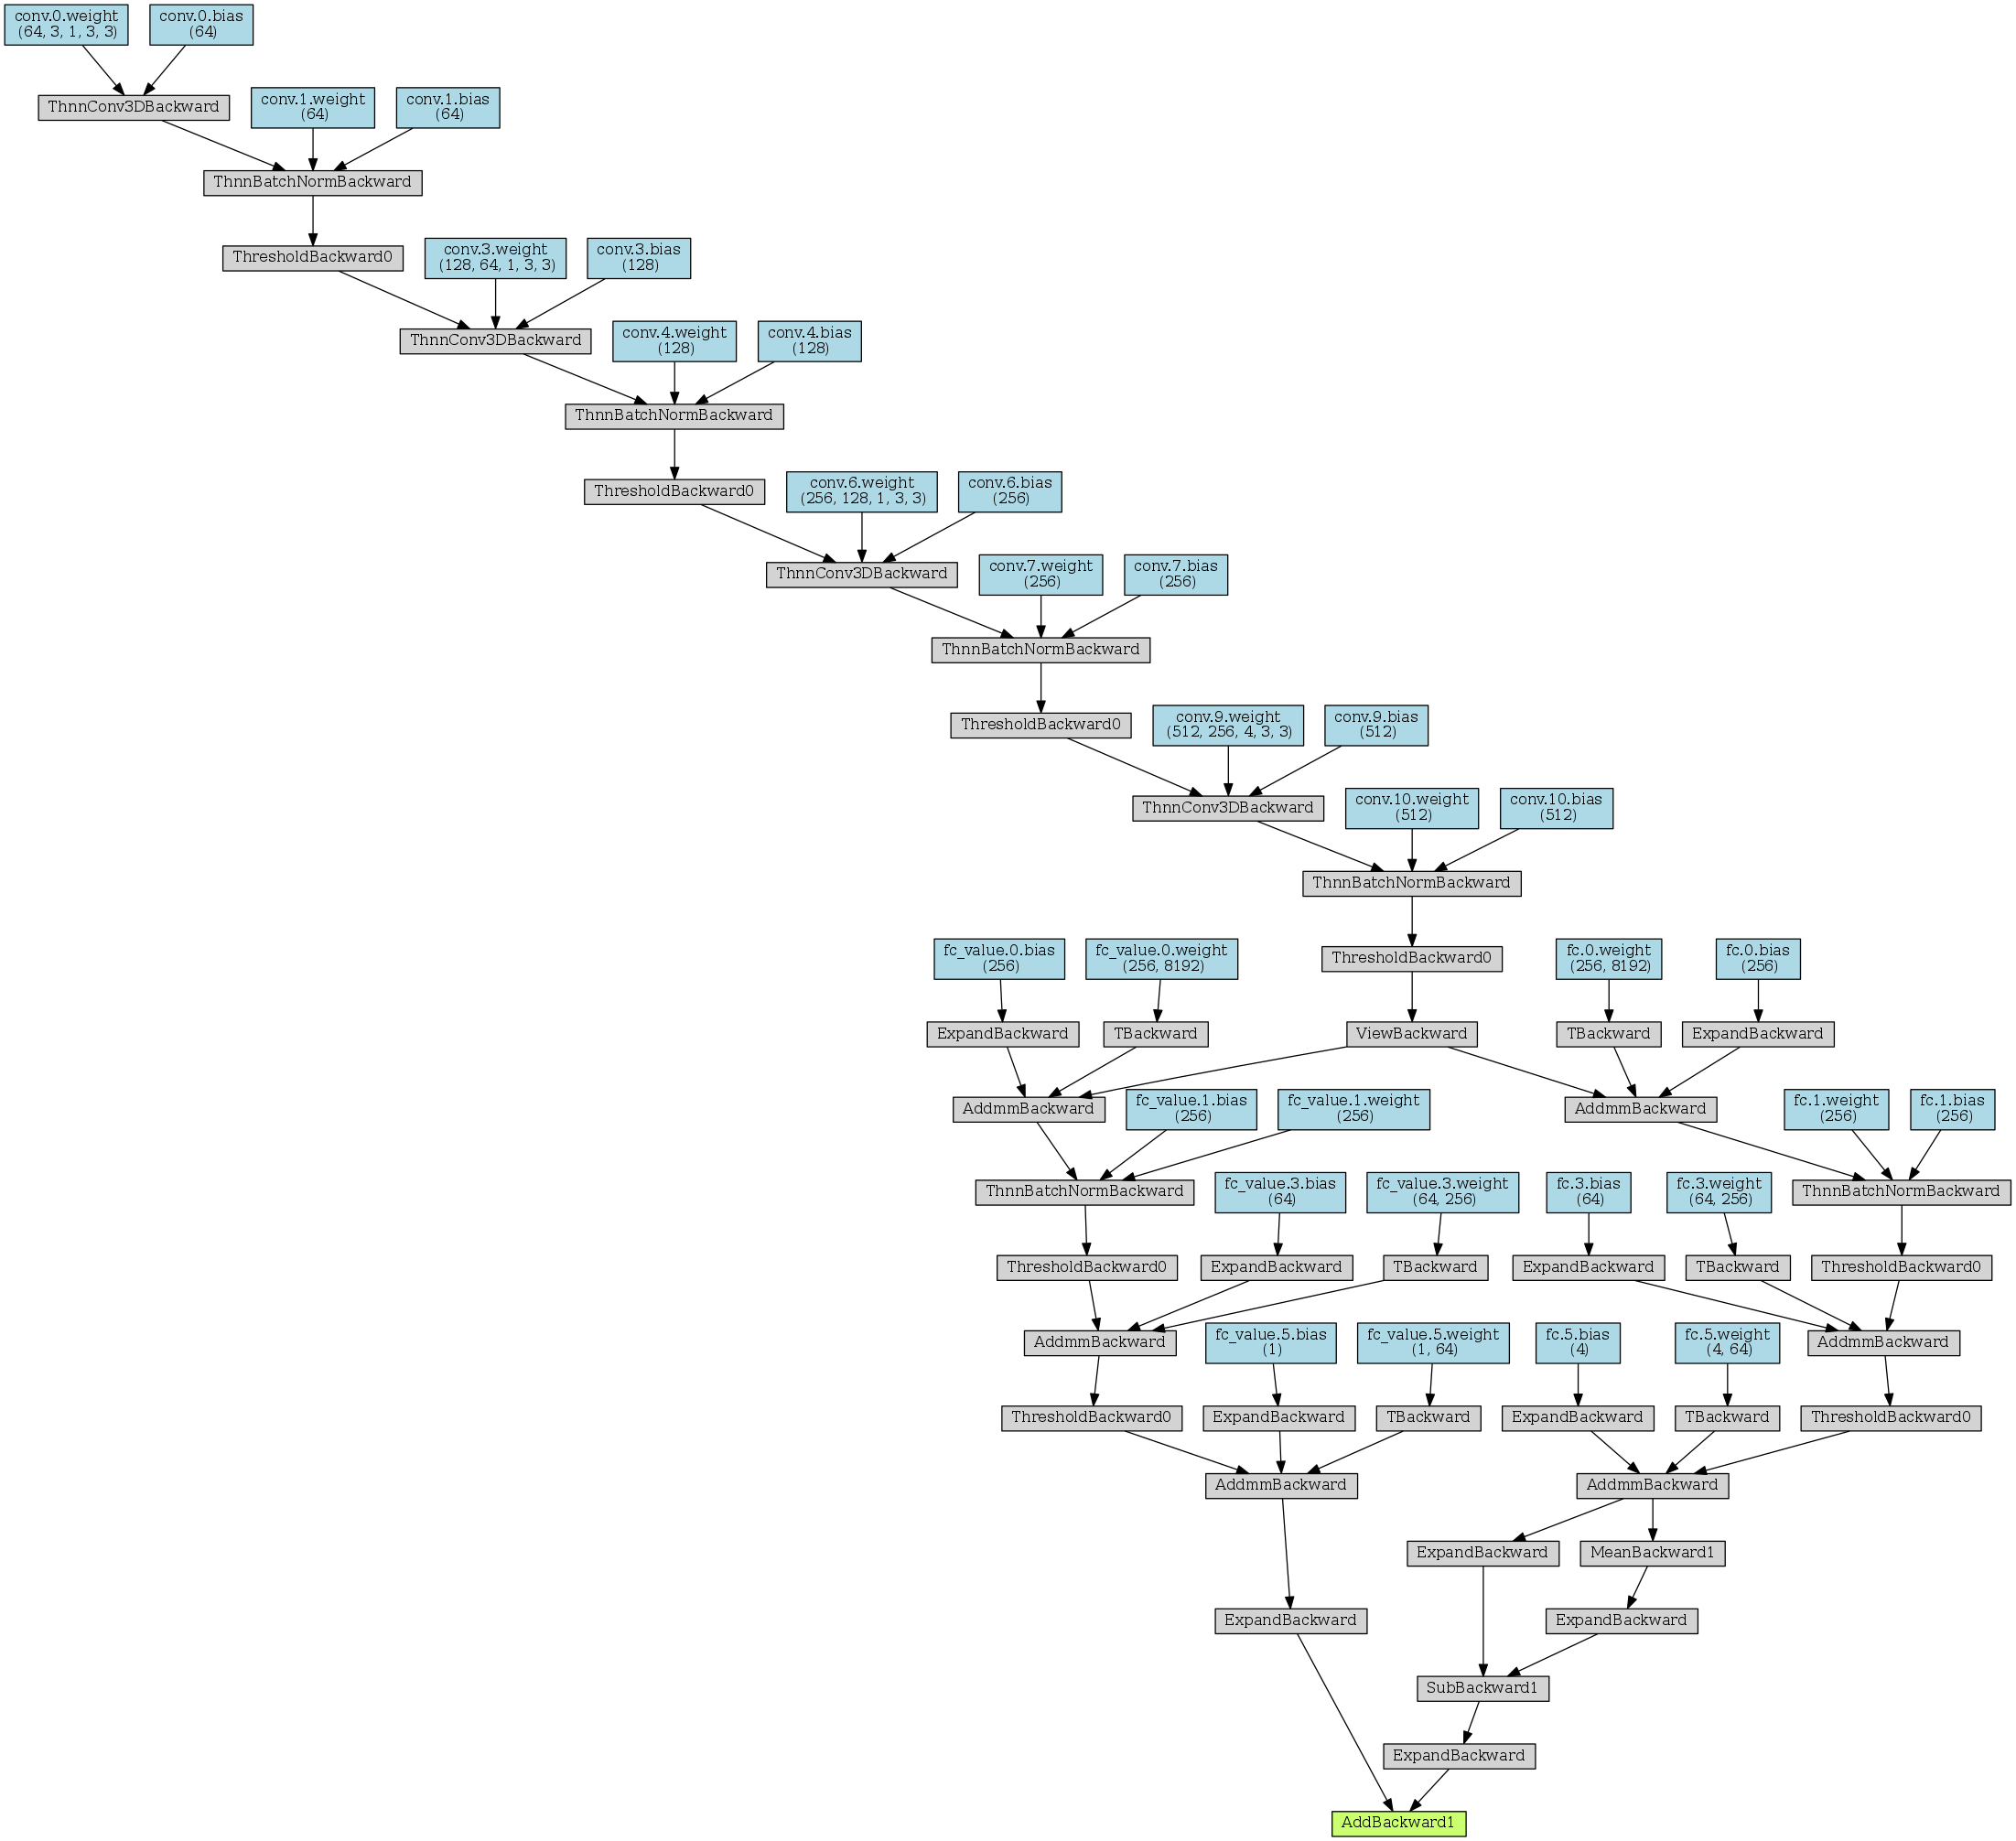 conv.0.weight
(64, 3, 1, 3, 3)
conv.0.bias
(64)
ThnnConv3DBackward
conv.1.weight
(64)
conv.1.bias
(64)
ThnnBatchNormBackward
ThresholdBackward0
conv.3.weight
(128, 64, 1, 3, 3)
conv.3.bias
(128)
ThnnConv3DBackward
conv.4.weight
(128)
conv.4.bias
(128)
ThnnBatchNormBackward
ThresholdBackward0
conv.6.weight
(256, 128, 1, 3, 3)
conv.6.bias
(256)
ThnnConv3DBackward
conv.7.weight
(256)
conv.7.bias
(256)
ThnnBatchNormBackward
ThresholdBackward0
conv.9.weight
(512, 256, 4, 3, 3)
conv.9.bias
(512)
ThnnConv3DBackward
conv.10.weight
(512)
conv.10.bias
(512)
ThnnBatchNormBackward
fc_value.0.bias
(256)
fc_value.0.weight
(256, 8192)
ThresholdBackward0
fc.0.weight
(256, 8192)
fc.0.bias
(256)
ExpandBackward
TBackward
ViewBackward
TBackward
ExpandBackward
AddmmBackward
fc_value.1.bias
(256)
fc_value.1.weight
(256)
AddmmBackward
fc.1.weight
(256)
fc.1.bias
(256)
ThnnBatchNormBackward
fc_value.3.bias
(64)
fc_value.3.weight
(64, 256)
fc.3.bias
(64)
fc.3.weight
(64, 256)
ThnnBatchNormBackward
ThresholdBackward0
ExpandBackward
TBackward
ExpandBackward
TBackward
ThresholdBackward0
AddmmBackward
fc_value.5.bias
(1)
fc_value.5.weight
(1, 64)
fc.5.bias
(4)
fc.5.weight
(4, 64)
AddmmBackward
ThresholdBackward0
ExpandBackward
TBackward
ExpandBackward
TBackward
ThresholdBackward0
AddmmBackward
AddmmBackward
ExpandBackward
MeanBackward1
ExpandBackward
ExpandBackward
SubBackward1
ExpandBackward
AddBackward1